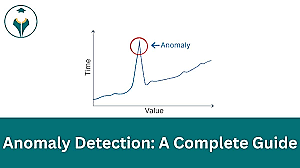 Anomaly
Time
Value
Anomaly Detection: A Complete Guide